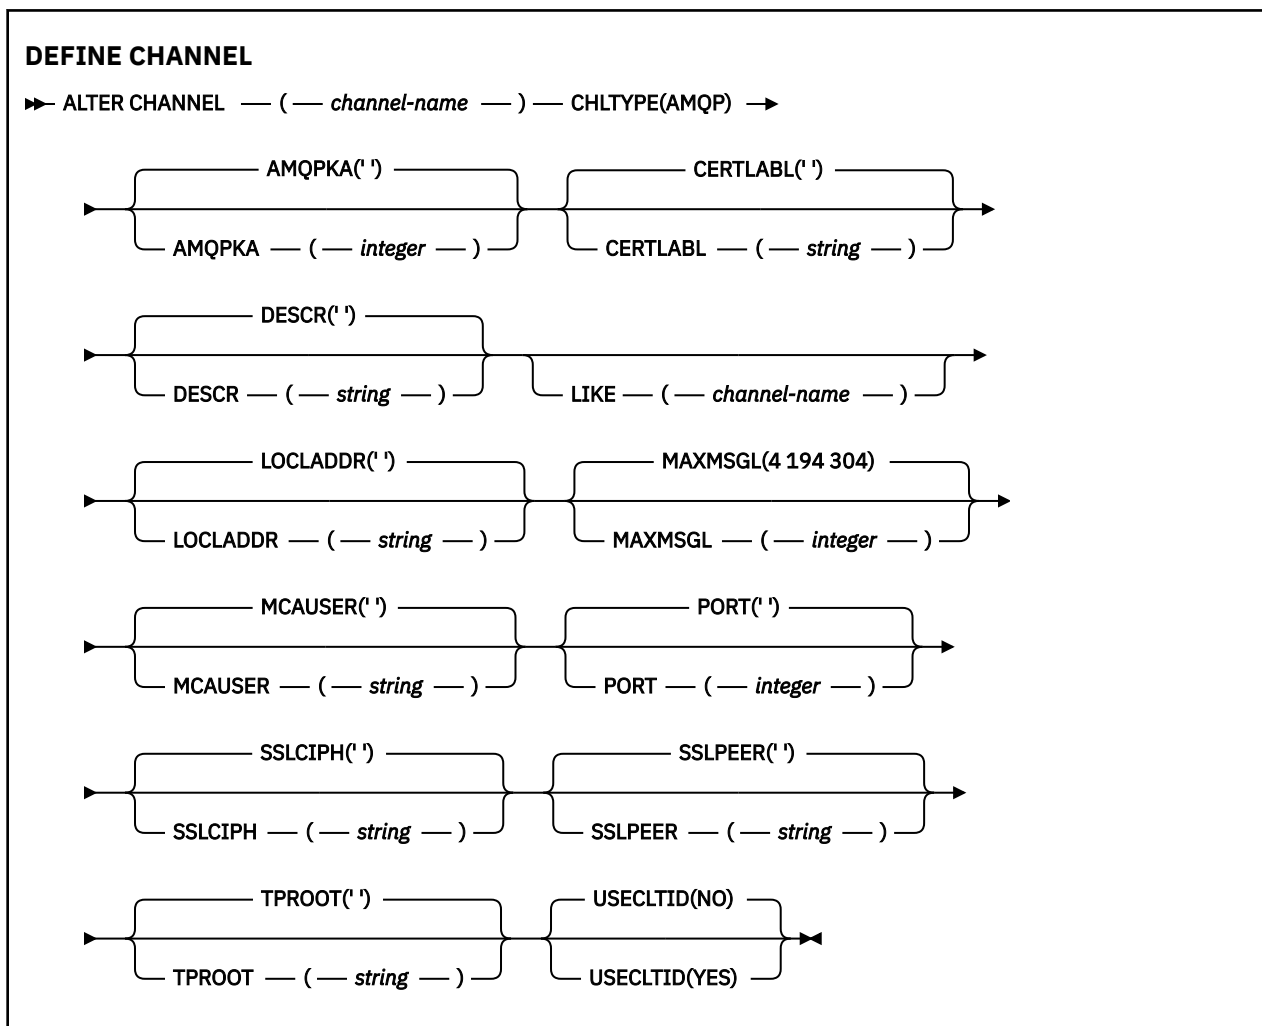 DEFINE CHANNEL
ALTER CHANNEL ( channel-name ) CHLTYPE(AMQP)
AMQPKA(' ') CERTLABL(' ')
AMQPKA ( integer ) CERTLABL ( string )
DESCR(' ')
DESCR ( string ) LIKE ( channel-name )
LOCLADDR(' ') MAXMSGL(4 194 304)
LOCLADDR ( string ) MAXMSGL ( integer )
MCAUSER(' ') PORT(' ')
MCAUSER ( string ) PORT ( integer )
SSLCIPH(' ') SSLPEER(' ')
SSLCIPH ( string ) SSLPEER ( string )
TPROOT(' ') USECLTID(NO)
TPROOT ( string ) USECLTID(YES)